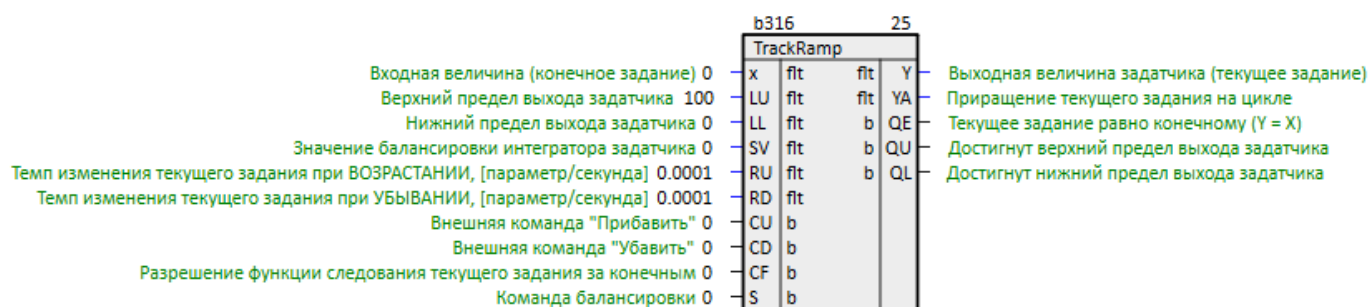 b316 25
TrackRamp
Входная величина (конечное задание) 0 x flt flt Y Выходная величина задатчика (текущее задание)
Верхний предел выхода задатчика 100 LU flt flt YA Приращение текущего задания на цикле
Нижний предел выхода задатчика 0 LL flt b QE Текущее задание равно конечному (Y = X)
Значение балансировки интегратора задатчика 0 SV flt b QU Достигнут верхний предел выхода задатчика
Темп изменения текущего задания при ВОЗРАСТАНИИ, [параметр/секунда] 0.0001 RU flt b QL Достигнут нижний предел выхода задатчика
Темп изменения текущего задания при УБЫВАНИИ, [параметр/секунда] 0.0001 RD flt
Внешняя команда "Прибавить" 0 CU b
Внешняя команда "Убавить" 0 CD b
Разрешение функции следования текущего задания за конечным 0 CF b
Команда балансировки 0 S b